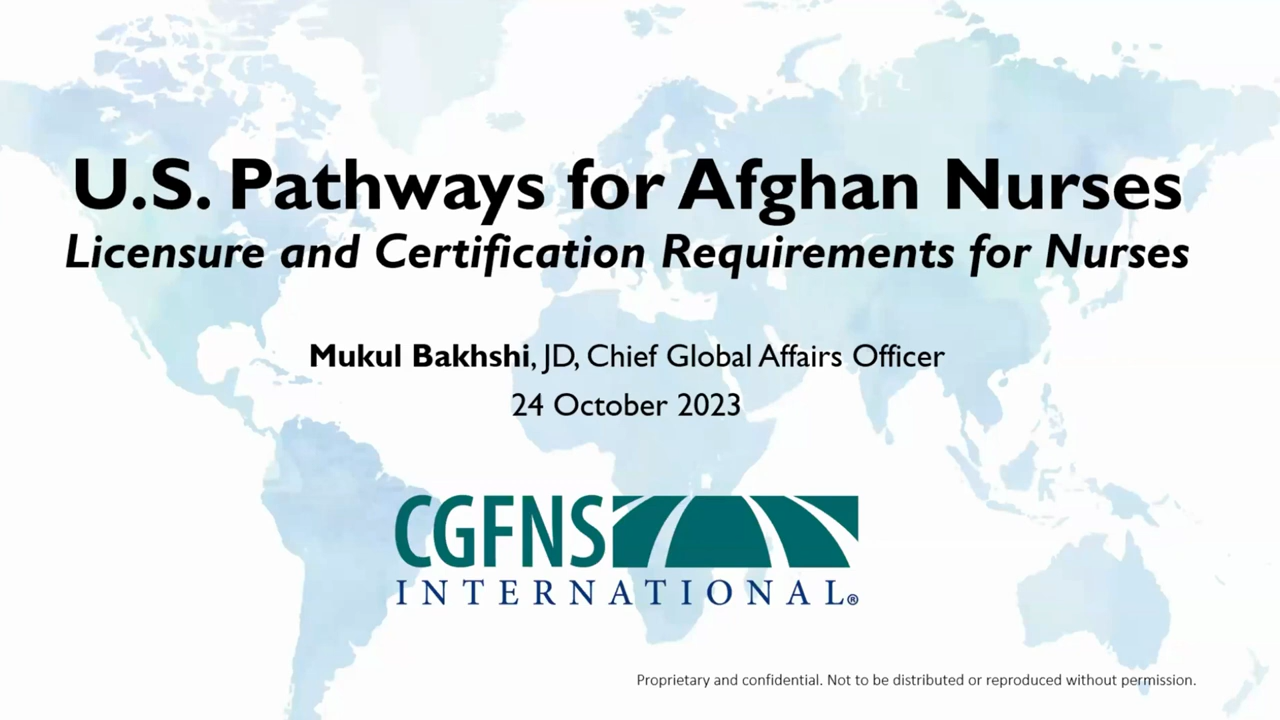 U.S. Pathways for Afghan Nurses
Licensure and Certification Requirements for Nurses
Mukul Bakhshi, JD, Chief Global Affairs Officer
24 October 2023
CGFNS
INTERNATIONAL®
Proprietary and confidential. Not to be distributed or reproduced without permission.